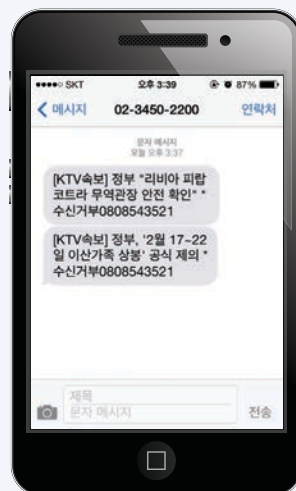 SKT 오후 3:39 87%
메시지 02-3450-2200 연락처
문자 메시지
오늘 오후 3:37
[KTV속보] 정부 "리비아 피랍
코트라 무역관장 안전 확인" *
수신거부0808543521
[KTV속보] 정부, '2월 17~22
일 이산가족 상봉' 공식 제의 *
수신거부0808543521
제목
문자 메시지 전송